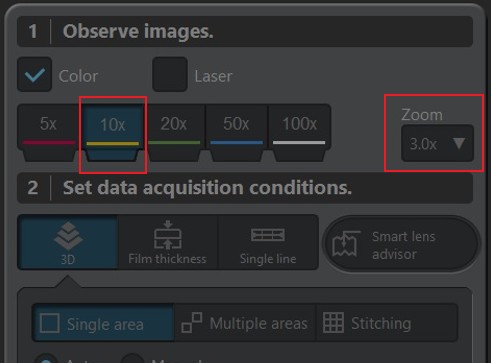 1 Observe images.
Color Laser
5x 10x 20x 50x 100x
Zoom
3.0x
2 Set data acquisition conditions.
3D Film thickness Single line Smart lens
advisor
Single area Multiple areas Stitching